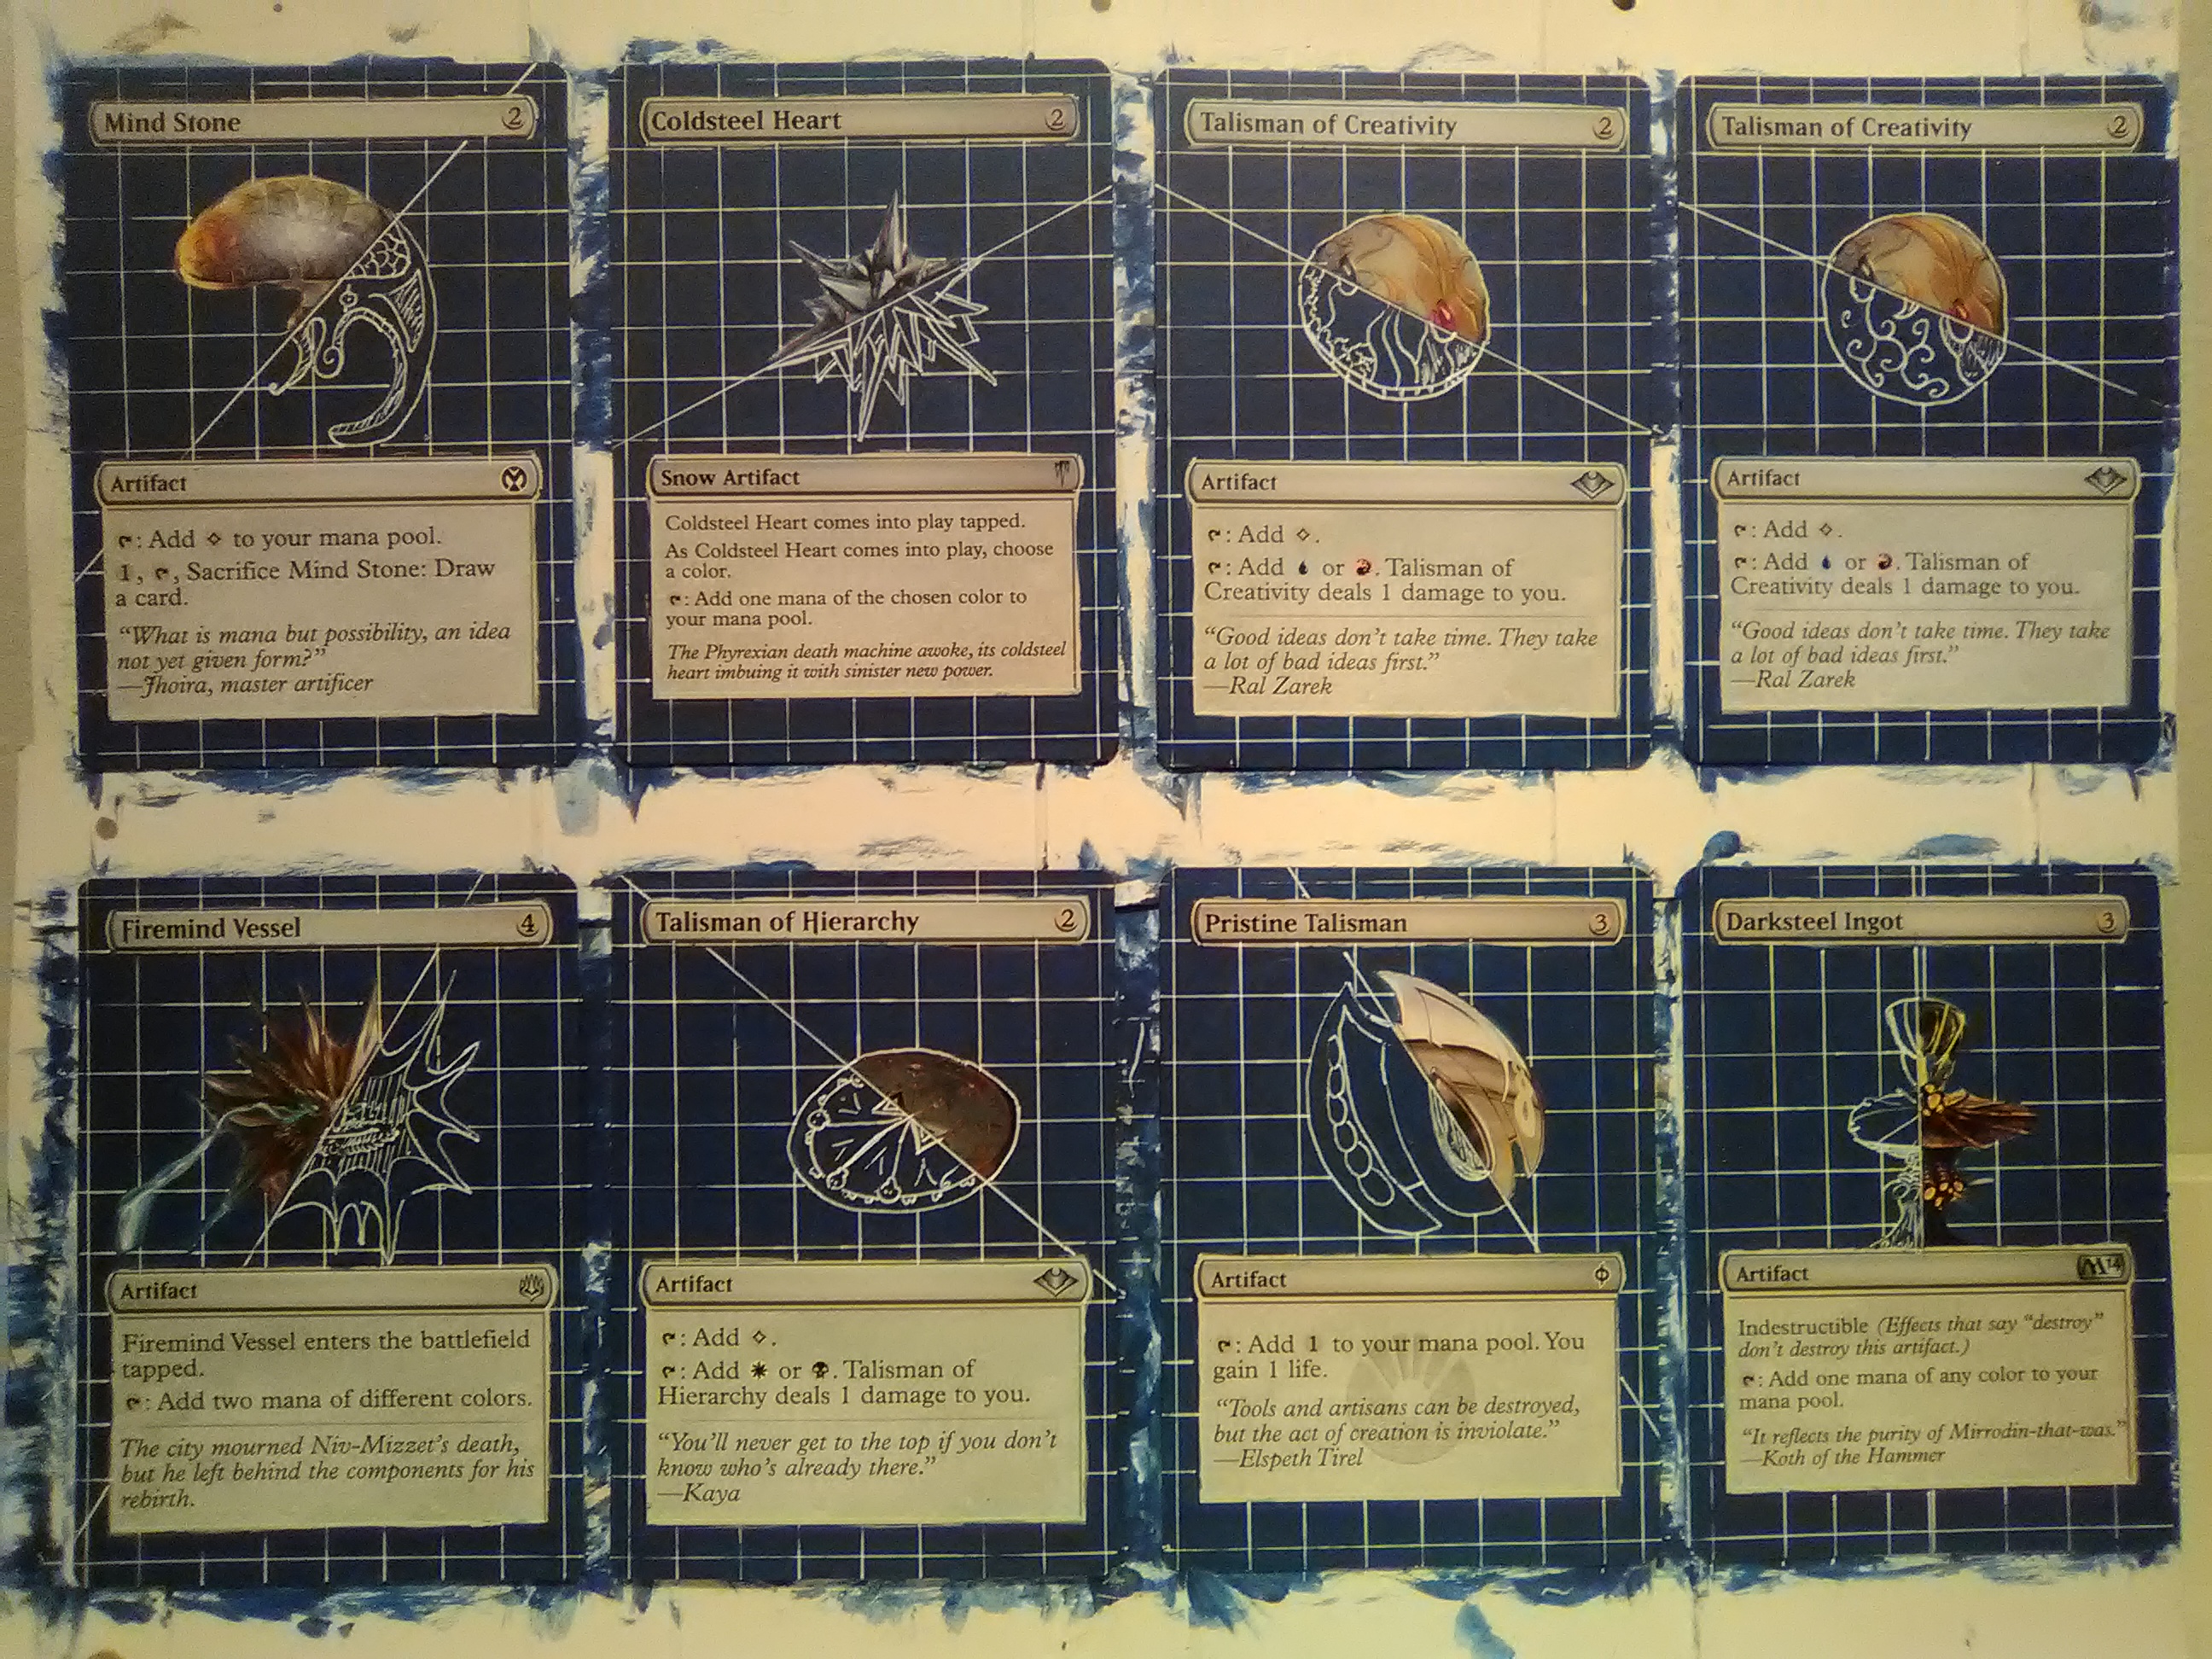 Mind Stone 2
Artifact
: Add to your mana pool.
1, , Sacrifice Mind Stone: Draw
a card.
“What is mana but possibility, an idea
not yet given form?”
—Jhoira, master artificer
Coldsteel Heart 2
Snow Artifact
Coldsteel Heart comes into play tapped.
As Coldsteel Heart comes into play, choose
a color.
: Add one mana of the chosen color to
your mana pool.
The Phyrexian death machine awoke, its coldsteel
heart imbuing it with sinister new power.
Talisman of Creativity 2
Artifact
: Add .
: Add or . Talisman of
Creativity deals 1 damage to you.
“Good ideas don’t take time. They take
a lot of bad ideas first.”
—Ral Zarek
Talisman of Creativity 2
Artifact
: Add .
: Add or . Talisman of
Creativity deals 1 damage to you.
“Good ideas don’t take time. They take
a lot of bad ideas first.”
—Ral Zarek
Firemind Vessel 4
Artifact
Firemind Vessel enters the battlefield
tapped.
: Add two mana of different colors.
The city mourned Niv-Mizzet’s death,
but he left behind the components for his
rebirth.
Talisman of Hierarchy 2
Artifact
: Add .
: Add or . Talisman of
Hierarchy deals 1 damage to you.
“You’ll never get to the top if you don’t
know who’s already there.”
—Kaya
Pristine Talisman 3
Artifact
: Add 1 to your mana pool. You
gain 1 life.
“Tools and artisans can be destroyed,
but the act of creation is inviolate.”
—Elspeth Tirel
Darksteel Ingot 3
Artifact M14
Indestructible (Effects that say “destroy”
don’t destroy this artifact.)
: Add one mana of any color to your
mana pool.
“It reflects the purity of Mirrodin-that-was.”
—Koth of the Hammer